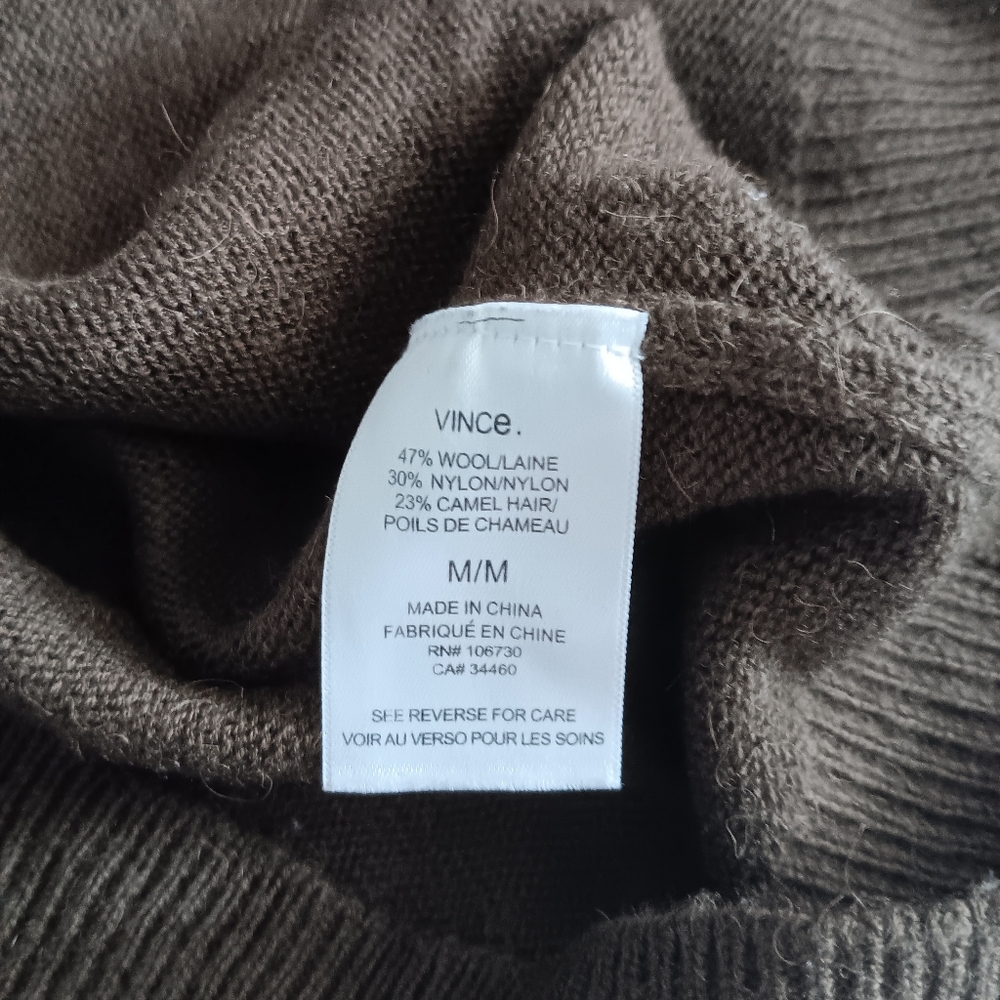 VINCe.
47% WOOL/LAINE
30% NYLON/NYLON
23% CAMEL HAIR/
POILS DE CHAMEAU
M/M
MADE IN CHINA
FABRIQUÉ EN CHINE
RN# 106730
CA# 34460
SEE REVERSE FOR CARE
VOIR AU VERSO POUR LES SOINS